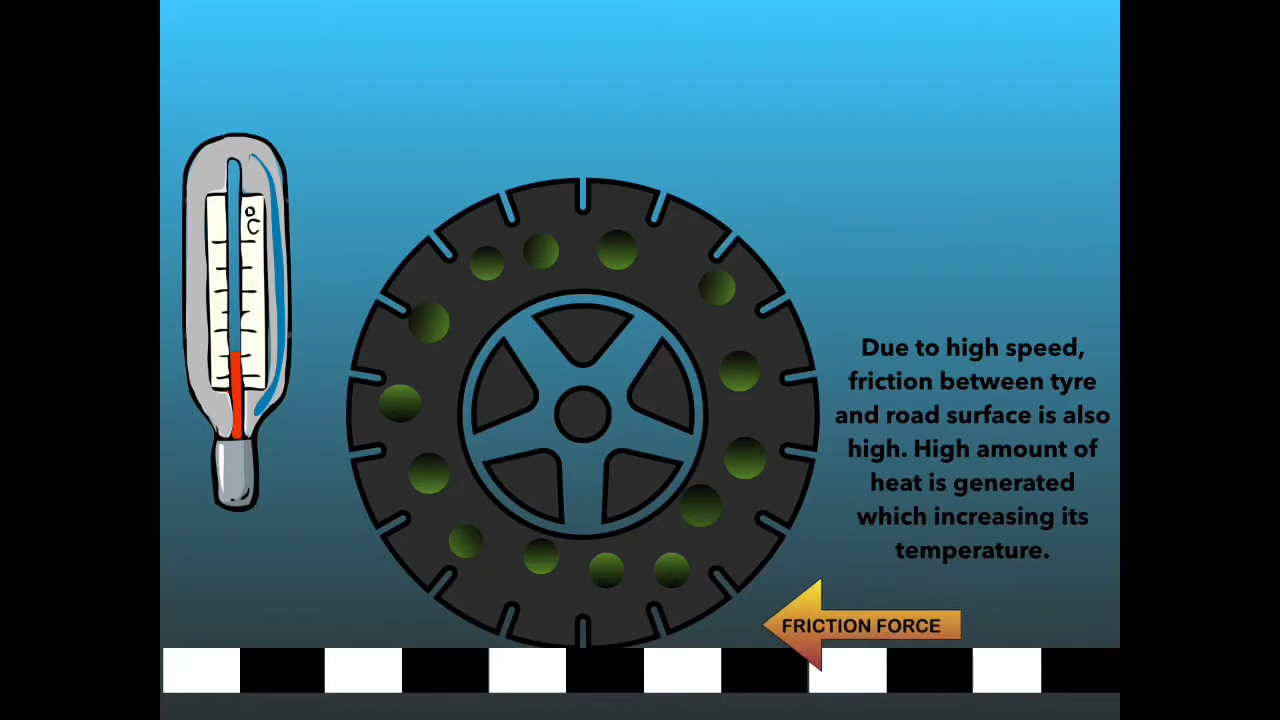 °C
Due to high speed,
friction between tyre
and road surface is also
high. High amount of
heat is generated
which increasing its
temperature.
FRICTION FORCE